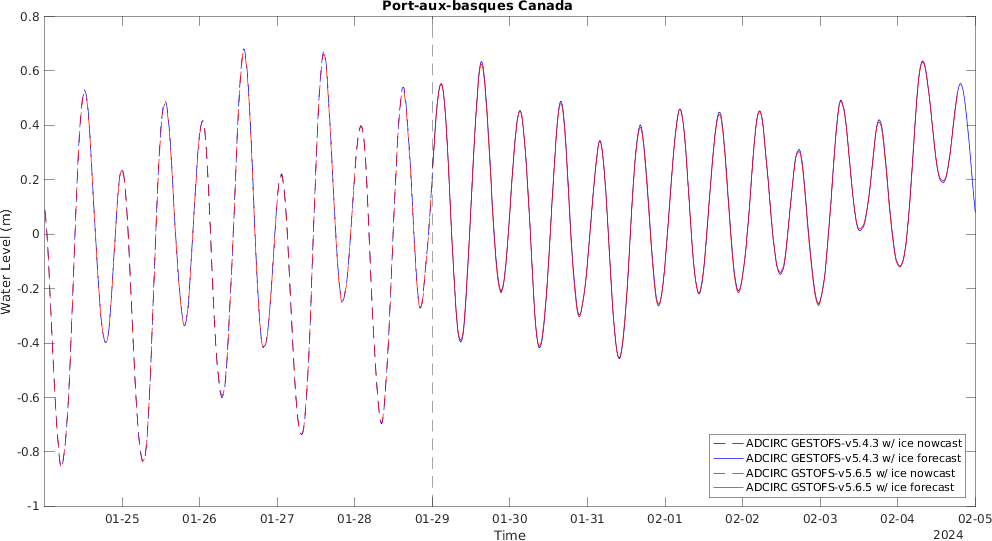 Port-aux-basques Canada
0.8
0.6
0.4
0.2
0
-0.2
-0.4
-0.6
-0.8
-1
Water Level (m)
01-25 01-26 01-27 01-28 01-29 01-30 01-31 02-01 02-02 02-03 02-04 02-05
Time
2024
ADCIRC GESTOFS-v5.4.3 w/ ice nowcast
ADCIRC GESTOFS-v5.4.3 w/ ice forecast
ADCIRC GSTOFS-v5.6.5 w/ ice nowcast
ADCIRC GSTOFS-v5.6.5 w/ ice forecast